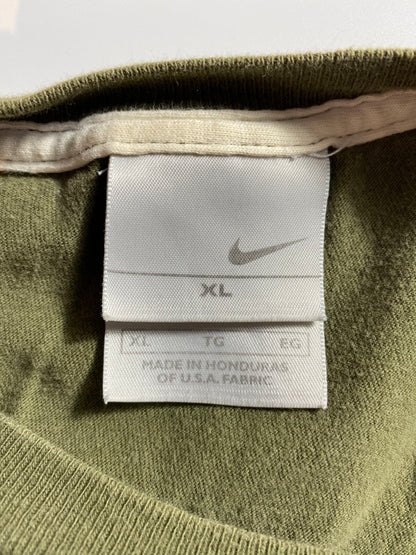 XL
XL TG EG
MADE IN HONDURAS
OF U.S.A. FABRIC